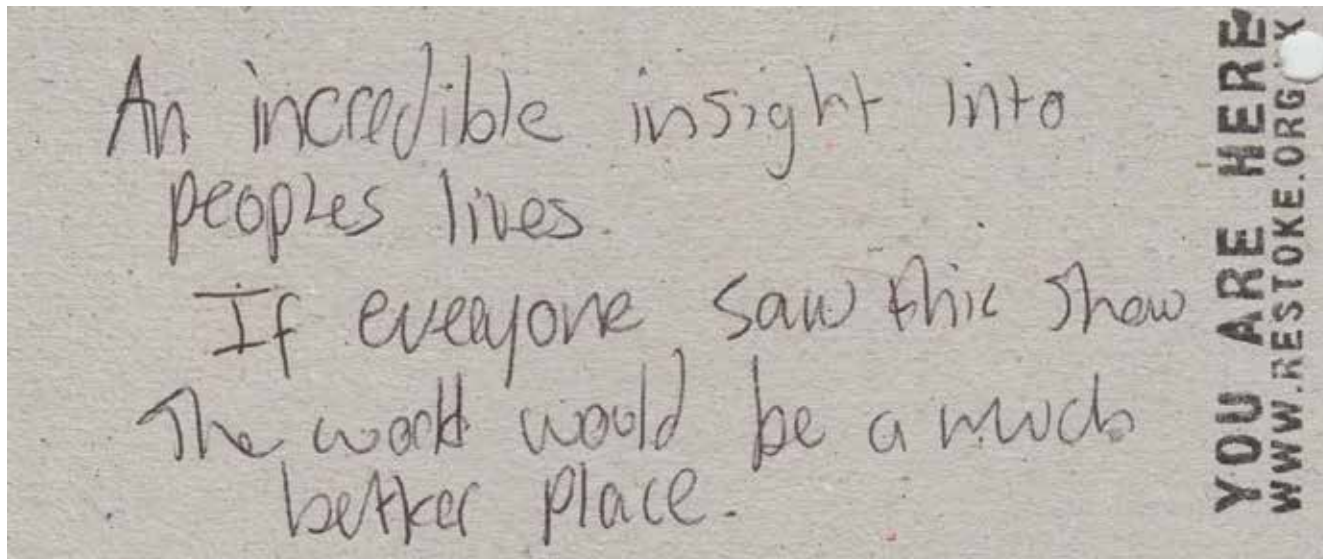 An incredible insight into
peoples lives.
If everyone saw this show
The world would be a much
better place.
YOU ARE HERE
WWW.RESTOKE.ORG